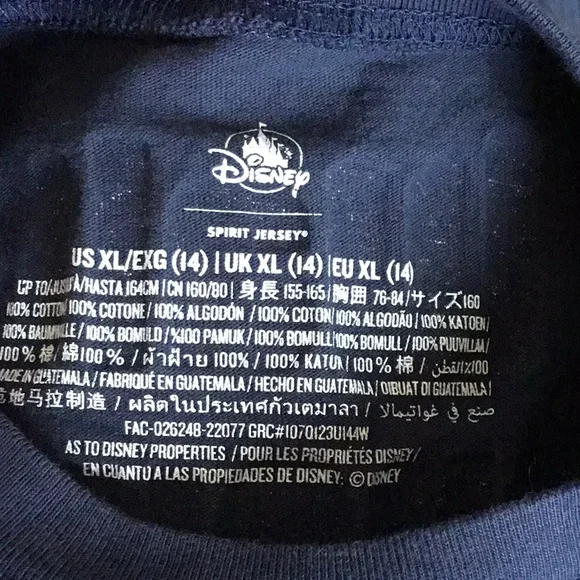 Disney
SPIRIT JERSEY®
US XL/EXG (14) | UK XL (14) | EU XL (14)
UP TO/JUSQU'À/HASTA 164CM | CN 160/80 | 身長 155-165/胸囲 76-84/サイズ160
100% COTTON/100% COTONE/100% ALGODÓN/100% COTON/100% ALGODÃO/100% KATOEN/
100% BAUMWOLLE/100% BOMULD/%100 PAMUK/100% BOMULL/100% BOMULL/100% PUUVILLAA/
100% 棉/綿100%/ผ้าฝ้าย 100%/100% KATUN/100% 棉/القطن 100%
MADE IN GUATEMALA/FABRIQUÉ EN GUATEMALA/HECHO EN GUATEMALA/DIBUAT DI GUATEMALA/
危地马拉制造/ผลิตในประเทศกัวเตมาลา/صنع في غواتيمالا
FAC-026248-22077 GRC#107Q123U144W
AS TO DISNEY PROPERTIES/POUR LES PROPRIÉTÉS DISNEY/
EN CUANTO A LAS PROPIEDADES DE DISNEY: © DISNEY